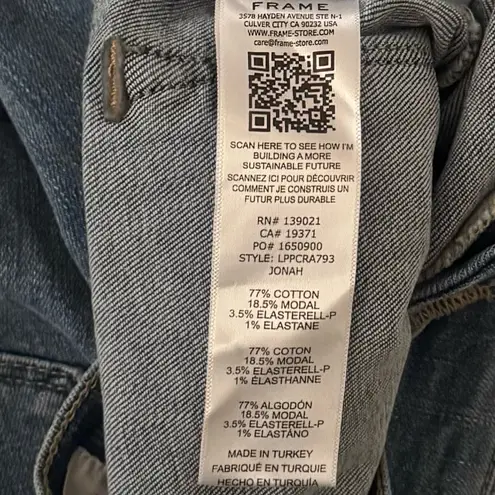 FRAME
3578 HAYDEN AVENUE STE N-1
CULVER CITY CA 90232 USA
WWW.FRAME-STORE.COM
care@frame-store.com
SCAN HERE TO SEE HOW I'M
BUILDING A MORE
SUSTAINABLE FUTURE
SCANNEZ ICI POUR DÉCOUVRIR
COMMENT JE CONSTRUIS UN
FUTUR PLUS DURABLE
RN# 139021
CA# 19371
PO# 1650900
STYLE: LPPCRA793
JONAH
77% COTTON
18.5% MODAL
3.5% ELASTERELL-P
1% ELASTANE
77% COTON
18.5% MODAL
3.5% ELASTERELL-P
1% ÉLASTHANNE
77% ALGODÓN
18.5% MODAL
3.5% ELASTERELL-P
1% ELASTÁNO
MADE IN TURKEY
FABRIQUÉ EN TURQUIE
HECHO EN TURQUÍA